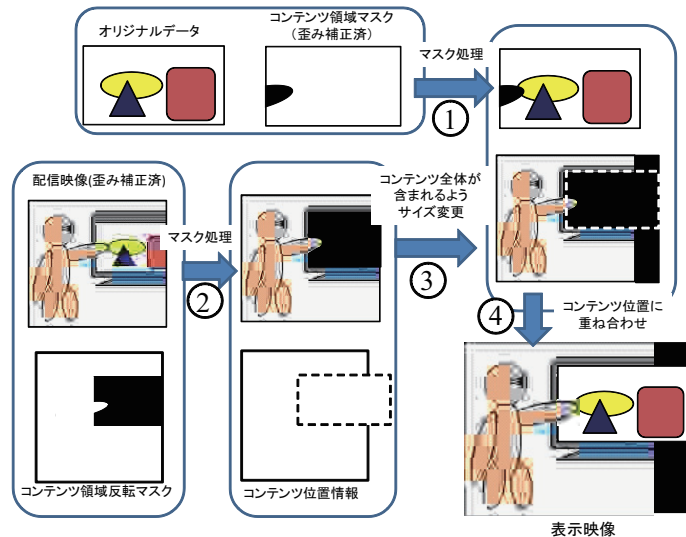 オリジナルデータ
コンテンツ領域マスク
（歪み補正済）
マスク処理
①
配信映像(歪み補正済)
マスク処理
②
コンテンツ全体が
含まれるよう
サイズ変更
③
④
コンテンツ位置に
重ね合わせ
コンテンツ領域反転マスク
コンテンツ位置情報
表示映像